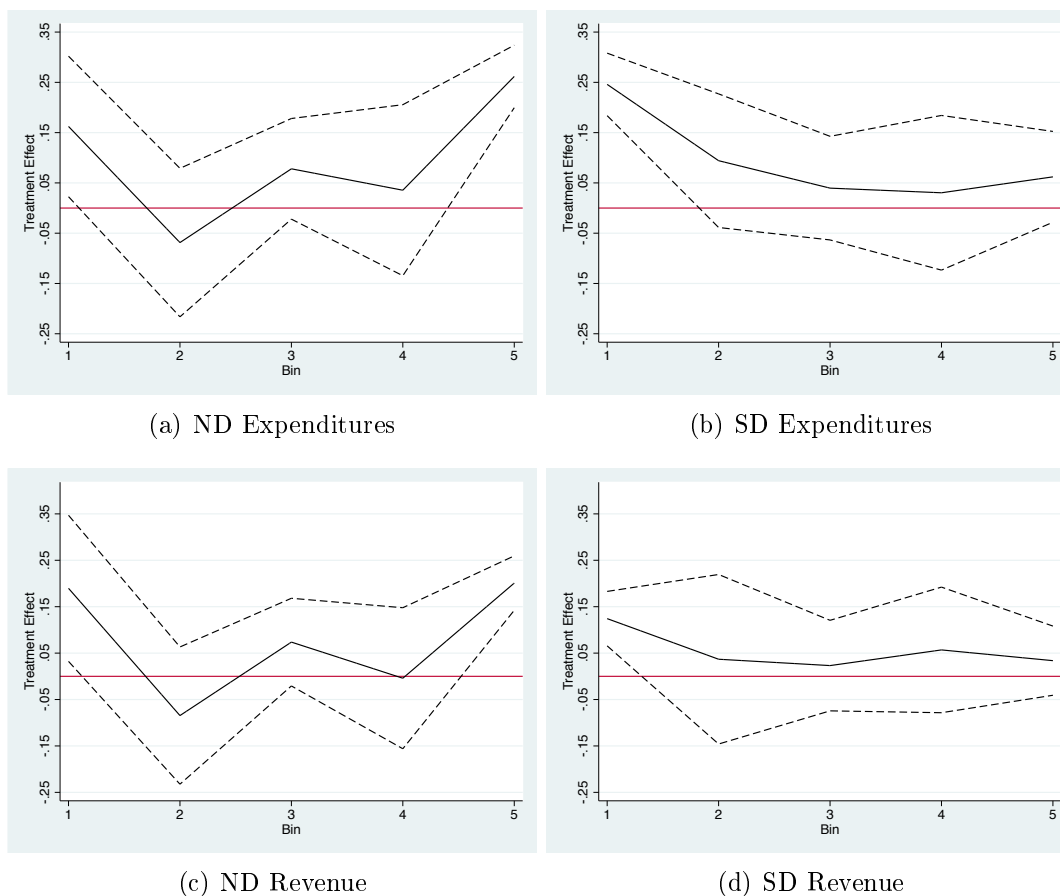 .35
.25
.15
.05
-.05
-.15
-.25
Treatment Effect
1 2 3 4 5
Bin
(a) ND Expenditures
.35
.25
.15
.05
-.05
-.15
-.25
Treatment Effect
1 2 3 4 5
Bin
(b) SD Expenditures
.35
.25
.15
.05
-.05
-.15
-.25
Treatment Effect
1 2 3 4 5
Bin
(c) ND Revenue
.35
.25
.15
.05
-.05
-.15
-.25
Treatment Effect
1 2 3 4 5
Bin
(d) SD Revenue